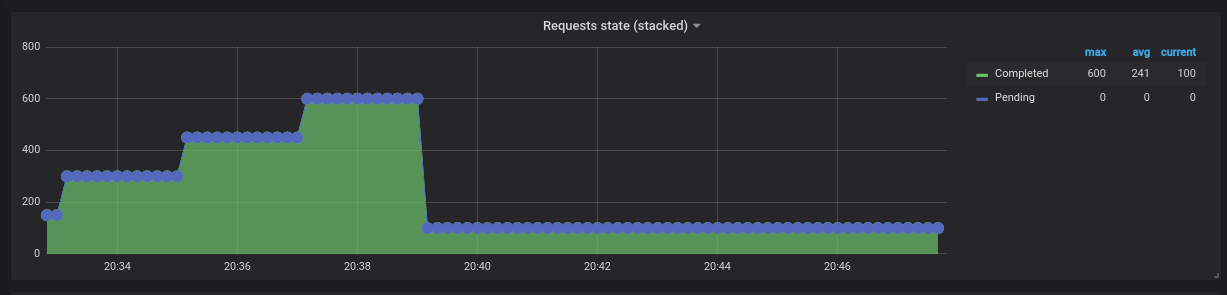 Requests state (stacked)
800
600
400
200
0
20:34 20:36 20:38 20:40 20:42 20:44 20:46
max avg current
Completed 600 241 100
Pending 0 0 0